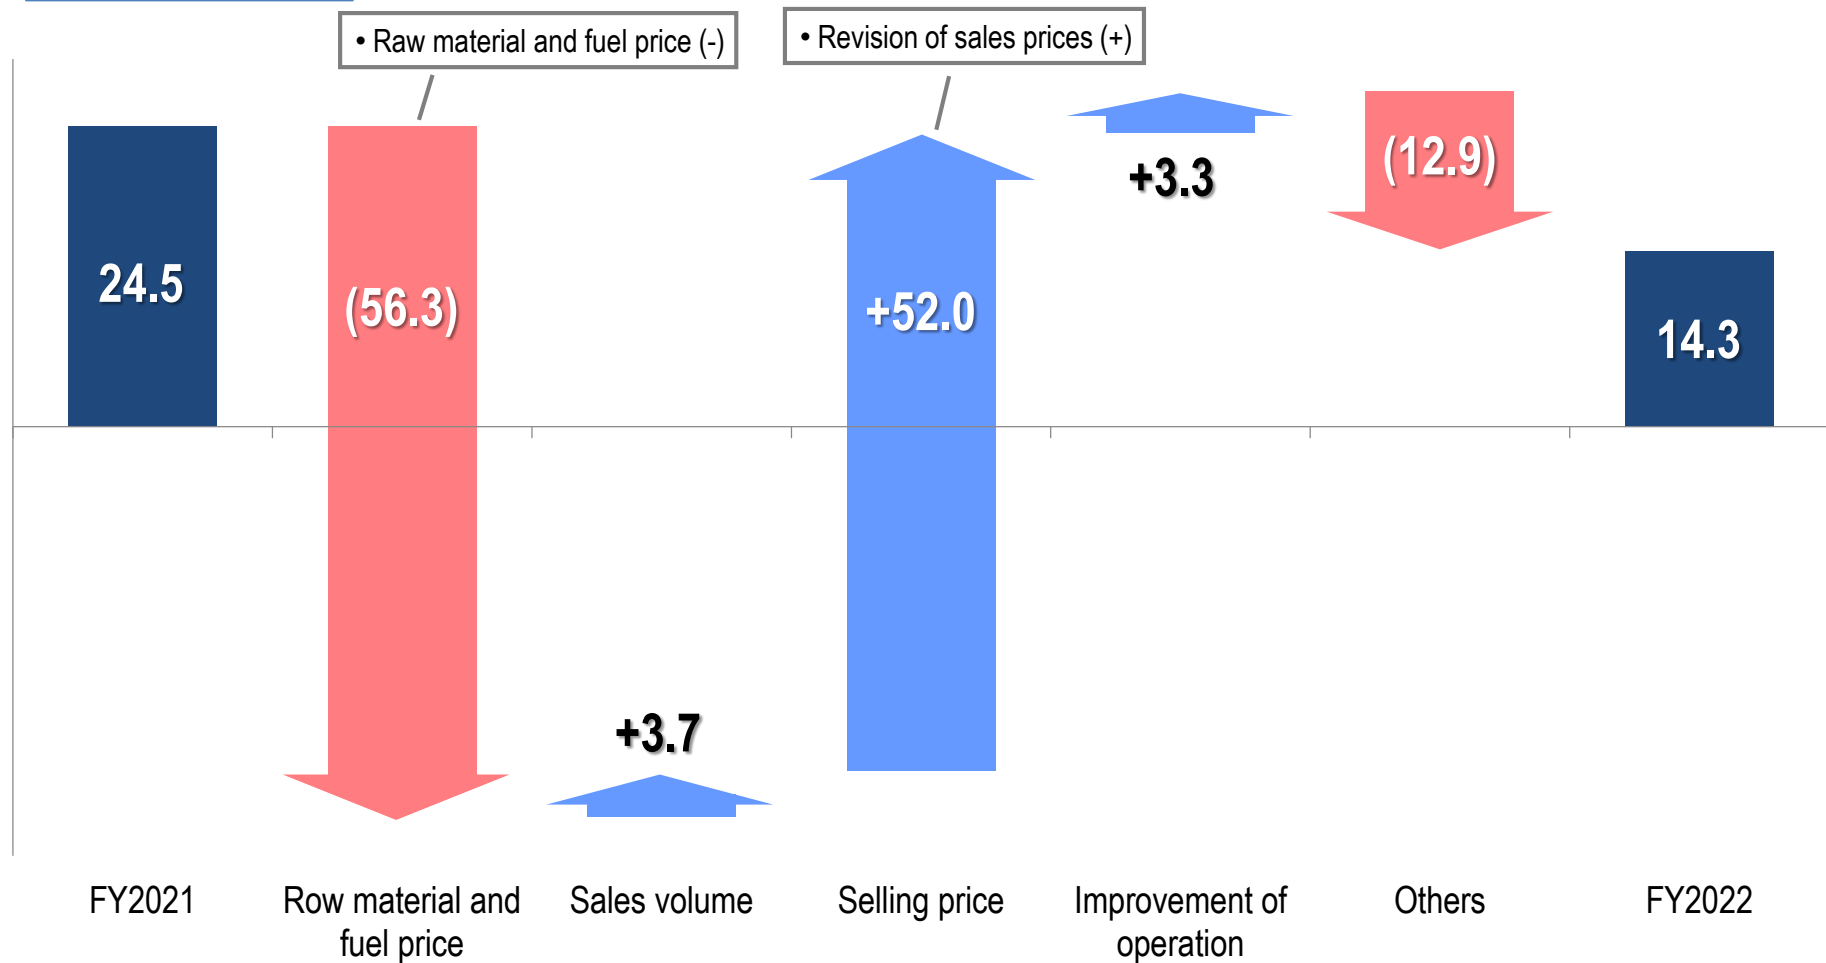 • Raw material and fuel price (-)
• Revision of sales prices (+)
24.5
(56.3)
+3.7
+52.0
+3.3
(12.9)
14.3
FY2021
Row material and
fuel price
Sales volume
Selling price
Improvement of
operation
Others
FY2022